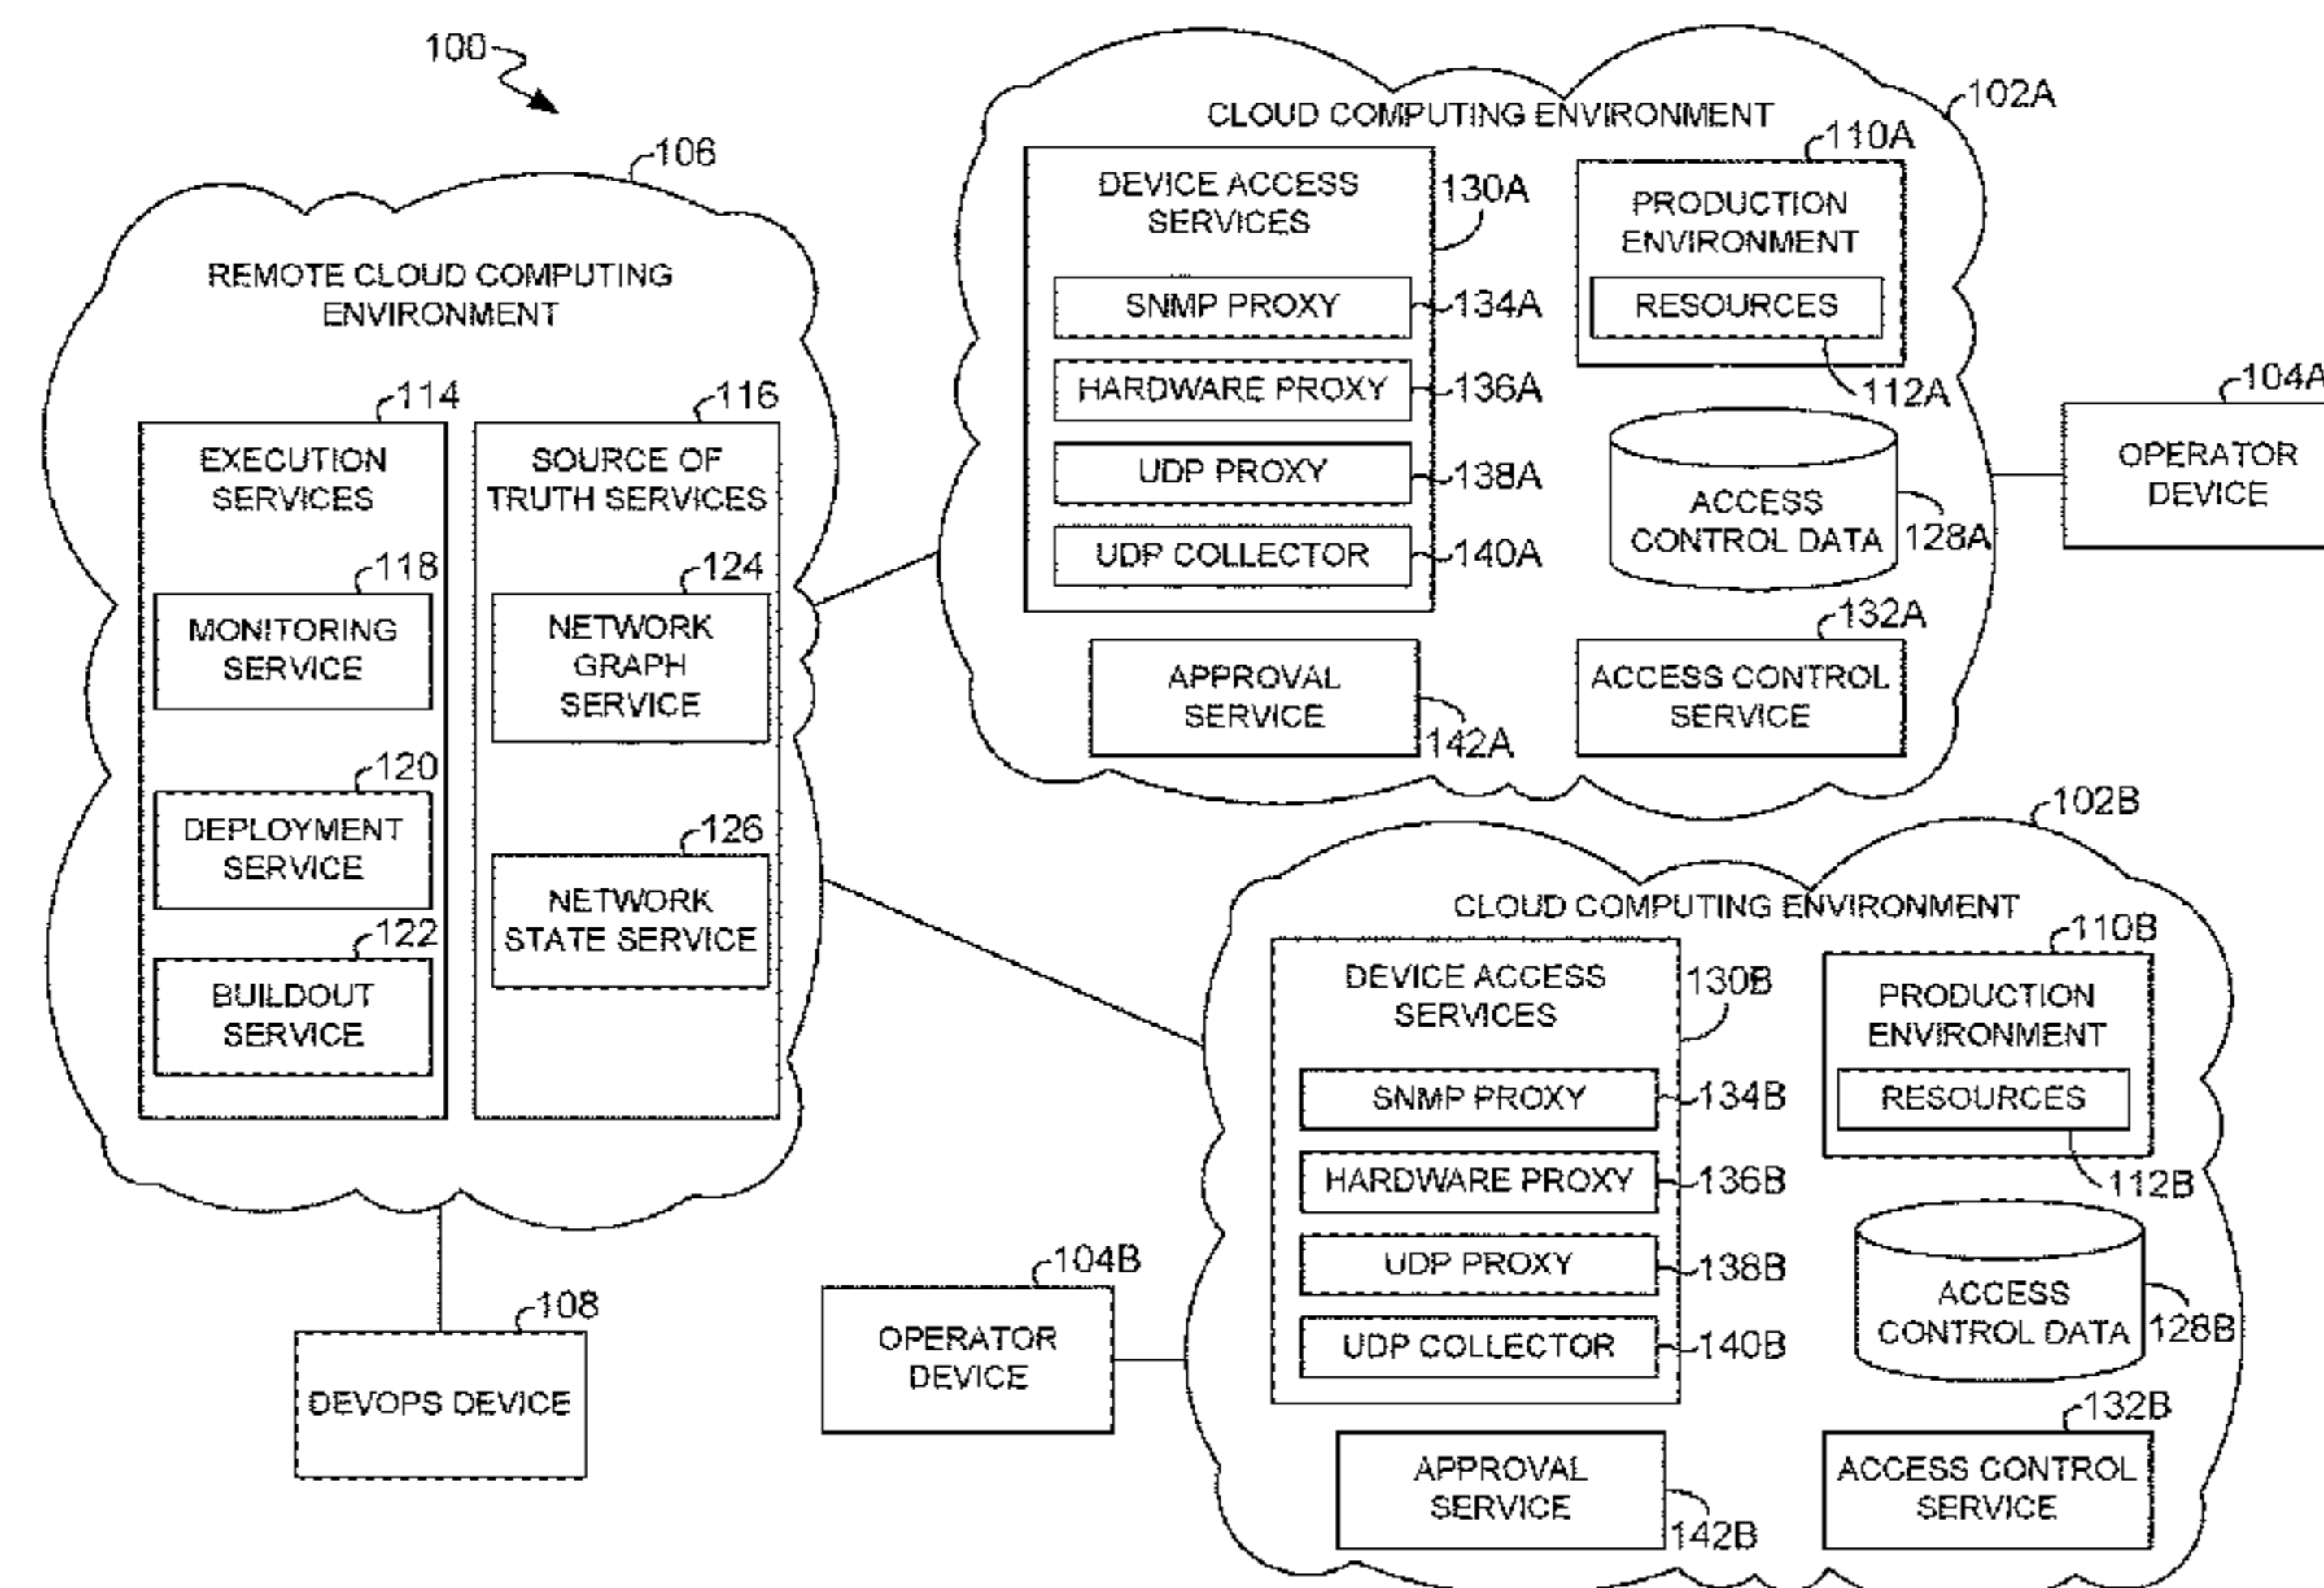 100
106
REMOTE CLOUD COMPUTING
ENVIRONMENT
114
EXECUTION
SERVICES
118
MONITORING
SERVICE
120
DEPLOYMENT
SERVICE
122
BUILDOUT
SERVICE
116
SOURCE OF
TRUTH SERVICES
124
NETWORK
GRAPH
SERVICE
126
NETWORK
STATE SERVICE
108
DEVOPS DEVICE
102A
CLOUD COMPUTING ENVIRONMENT
130A
DEVICE ACCESS
SERVICES
SNMP PROXY
134A
HARDWARE PROXY
136A
UDP PROXY
138A
UDP COLLECTOR
140A
110A
PRODUCTION
ENVIRONMENT
RESOURCES
112A
ACCESS
CONTROL DATA
128A
APPROVAL
SERVICE
142A
132A
ACCESS CONTROL
SERVICE
104A
OPERATOR
DEVICE
102B
CLOUD COMPUTING ENVIRONMENT
130B
DEVICE ACCESS
SERVICES
SNMP PROXY
134B
HARDWARE PROXY
136B
UDP PROXY
138B
UDP COLLECTOR
140B
110B
PRODUCTION
ENVIRONMENT
RESOURCES
112B
ACCESS
CONTROL DATA
128B
APPROVAL
SERVICE
142B
132B
ACCESS CONTROL
SERVICE
104B
OPERATOR
DEVICE